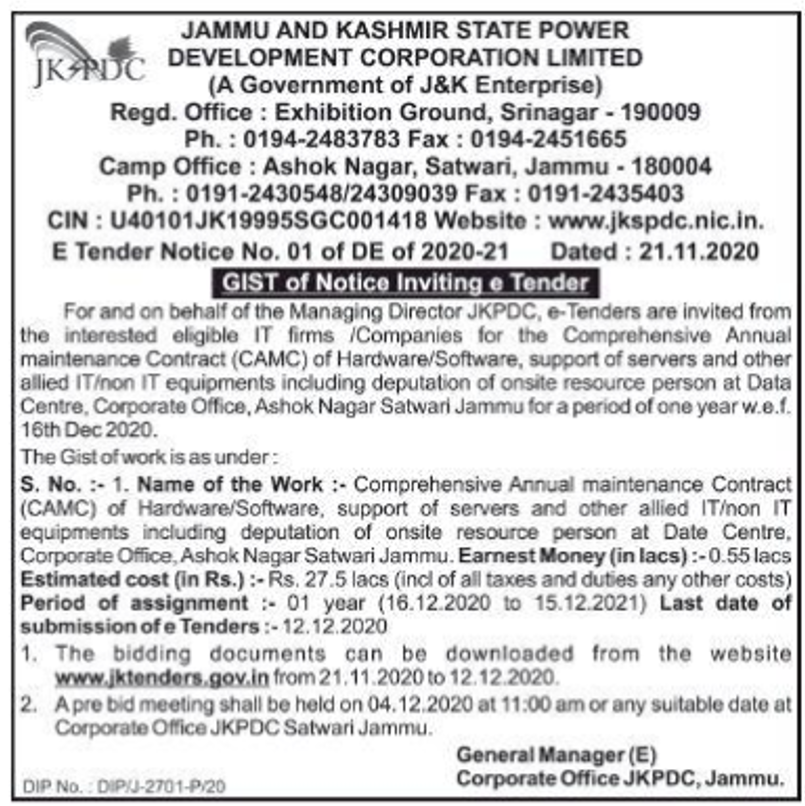 JKSPDC
JAMMU AND KASHMIR STATE POWER
DEVELOPMENT CORPORATION LIMITED
(A Government of J&K Enterprise)
Regd. Office : Exhibition Ground, Srinagar - 190009
Ph. : 0194-2483783 Fax : 0194-2451665
Camp Office : Ashok Nagar, Satwari, Jammu - 180004
Ph. : 0191-2430548/24309039 Fax : 0191-2435403
CIN : U40101JK19995SGC001418 Website : www.jkspdc.nic.in.
E Tender Notice No. 01 of DE of 2020-21 Dated : 21.11.2020
GIST of Notice Inviting e Tender
For and on behalf of the Managing Director JKPDC, e-Tenders are invited from
the interested eligible IT firms /Companies for the Comprehensive Annual
maintenance Contract (CAMC) of Hardware/Software, support of servers and other
allied IT/non IT equipments including deputation of onsite resource person at Data
Centre, Corporate Office, Ashok Nagar Satwari Jammu for a period of one year w.e.f.
16th Dec 2020.
The Gist of work is as under :
S. No. :- 1. Name of the Work :- Comprehensive Annual maintenance Contract
(CAMC) of Hardware/Software, support of servers and other allied IT/non IT
equipments including deputation of onsite resource person at Date Centre,
Corporate Office, Ashok Nagar Satwari Jammu. Earnest Money (in lacs) :- 0.55 lacs
Estimated cost (in Rs.) :- Rs. 27.5 lacs (incl of all taxes and duties any other costs)
Period of assignment :- 01 year (16.12.2020 to 15.12.2021) Last date of
submission of e Tenders :- 12.12.2020
1. The bidding documents can be downloaded from the website
www.jktenders.gov.in from 21.11.2020 to 12.12.2020.
2. A pre bid meeting shall be held on 04.12.2020 at 11:00 am or any suitable date at
Corporate Office JKPDC Satwari Jammu.
General Manager (E)
Corporate Office JKPDC, Jammu.
DIP No. : DIP/J-2701-P/20